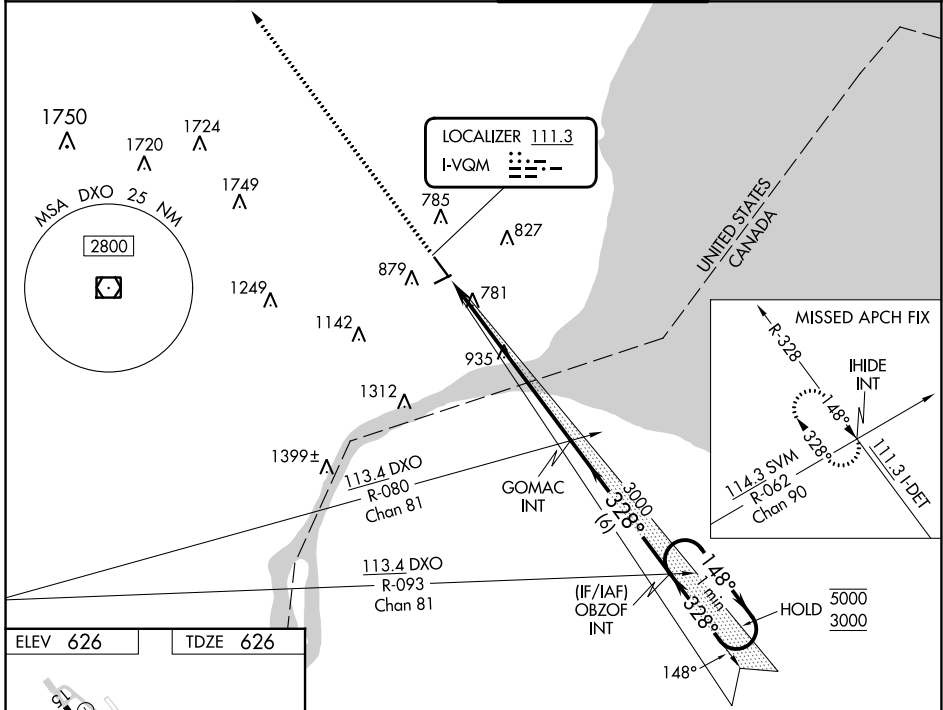 1750
1720
1724
1749
MSA DXO 25 NM
2800
LOCALIZER 111.3
I-VQM
785
827
879
781
1249
1142
935
1312
1399±
UNITED STATES
CANADA
MISSED APCH FIX
R-328
IHIDE
INT
148°
328°
114.3 SVM
R-062
Chan 90
111.3 I-DET
113.4 DXO
R-080
Chan 81
GOMAC
INT
3000
328°
(6)
113.4 DXO
R-093
Chan 81
(IF/IAF)
OBZOF
INT
148°
1 min
328°
HOLD
5000
3000
148°
ELEV 626
TDZE 626
15